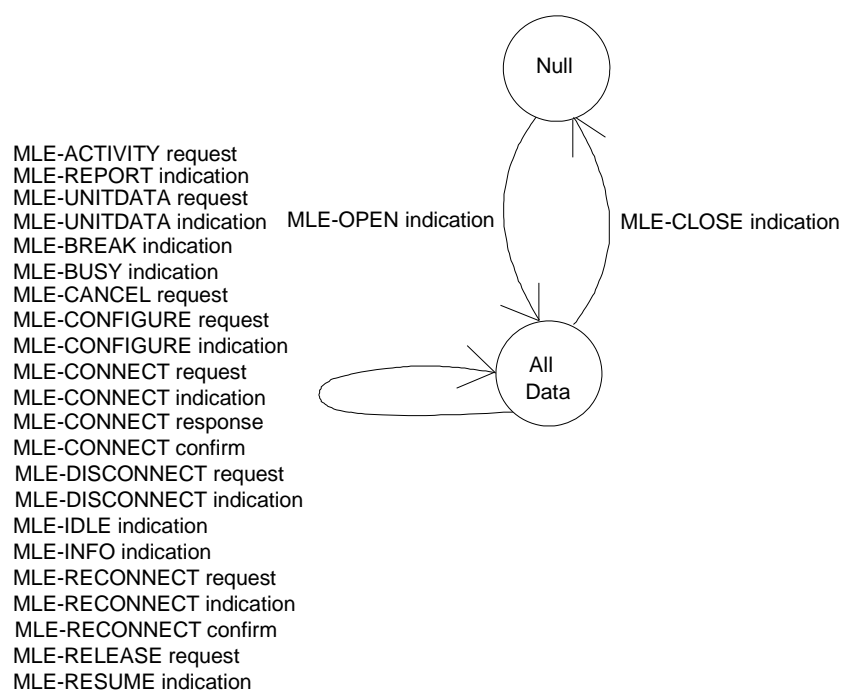 Null
MLE-ACTIVITY request
MLE-REPORT indication
MLE-UNITDATA request
MLE-UNITDATA indication
MLE-OPEN indication
MLE-CLOSE indication
MLE-BREAK indication
MLE-BUSY indication
MLE-CANCEL request
MLE-CONFIGURE request
MLE-CONFIGURE indication
MLE-CONNECT request
MLE-CONNECT indication
MLE-CONNECT response
MLE-CONNECT confirm
MLE-DISCONNECT request
MLE-DISCONNECT indication
MLE-IDLE indication
MLE-INFO indication
MLE-RECONNECT request
MLE-RECONNECT indication
MLE-RECONNECT confirm
MLE-RELEASE request
MLE-RESUME indication
All
Data